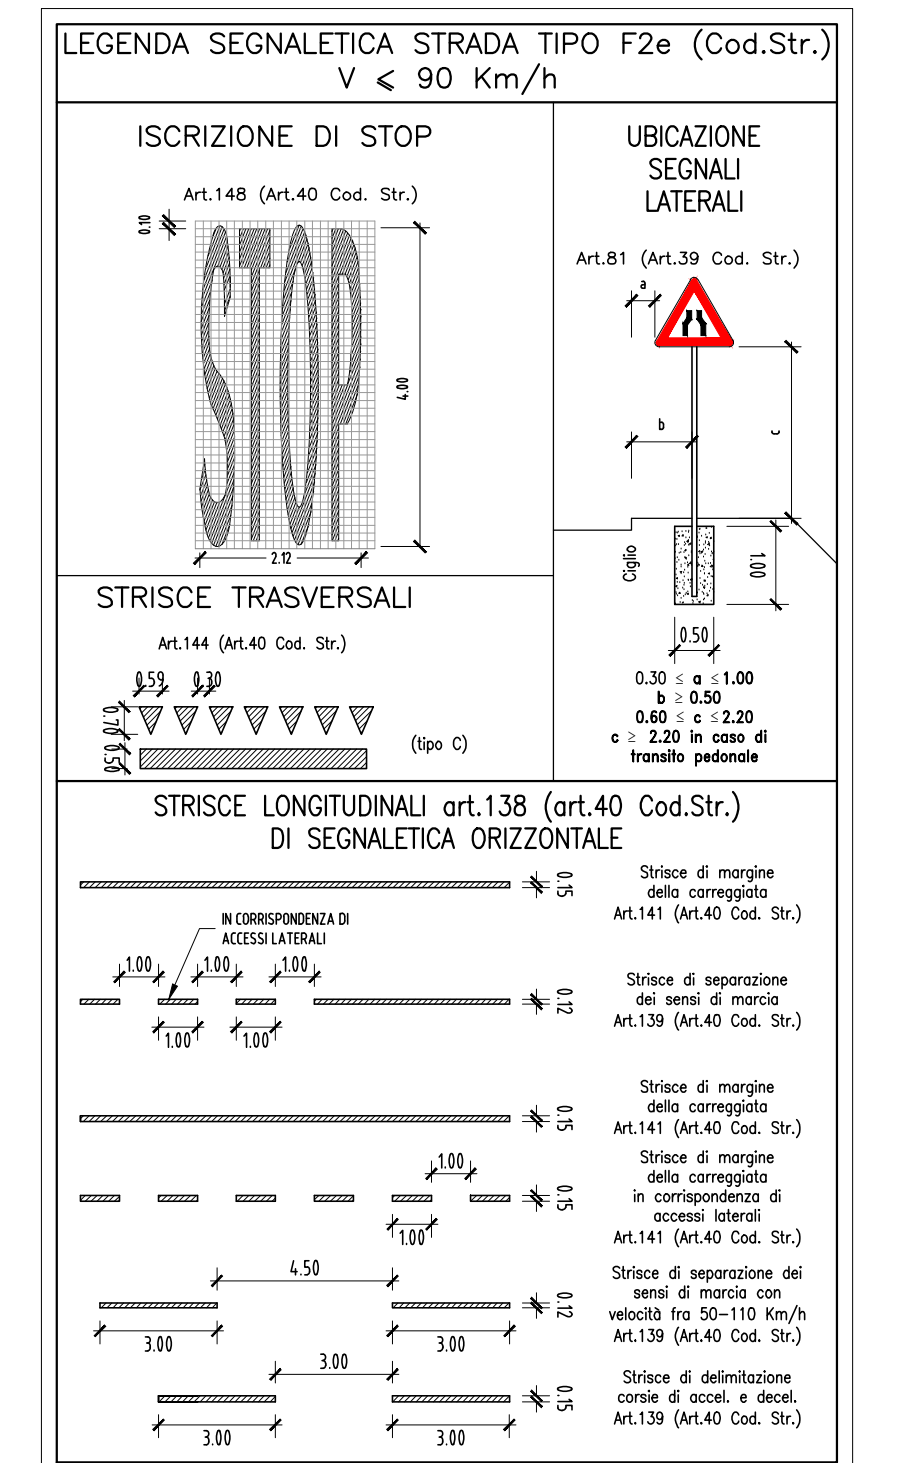 LEGENDA SEGNALETICA STRADA TIPO F2e (Cod.Str.)
V ⩽ 90 Km/h
ISCRIZIONE DI STOP
Art.148 (Art.40 Cod. Str.)
0.10
STOP
4.00
2.12
UBICAZIONE
SEGNALI
LATERALI
Art.81 (Art.39 Cod. Str.)
a
b
c
Ciglio
1.00
0.50
0.30 ≤ a ≤ 1.00
b ≥ 0.50
0.60 ≤ c ≤ 2.20
c ≥ 2.20 in caso di
transito pedonale
STRISCE TRASVERSALI
Art.144 (Art.40 Cod. Str.)
0.59 0.30
0.70
0.50
(tipo C)
STRISCE LONGITUDINALI art.138 (art.40 Cod.Str.)
DI SEGNALETICA ORIZZONTALE
0.15
Strisce di margine
della carreggiata
Art.141 (Art.40 Cod. Str.)
IN CORRISPONDENZA DI
ACCESSI LATERALI
1.00 1.00 1.00
1.00 1.00
0.12
Strisce di separazione
dei sensi di marcia
Art.139 (Art.40 Cod. Str.)
0.15
Strisce di margine
della carreggiata
Art.141 (Art.40 Cod. Str.)
1.00
1.00
0.15
Strisce di margine
della carreggiata
in corrispondenza di
accessi laterali
Art.141 (Art.40 Cod. Str.)
4.50
3.00 3.00
0.12
Strisce di separazione dei
sensi di marcia con
velocità fra 50-110 Km/h
Art.139 (Art.40 Cod. Str.)
3.00
3.00 3.00
0.15
Strisce di delimitazione
corsie di accel. e decel.
Art.139 (Art.40 Cod. Str.)